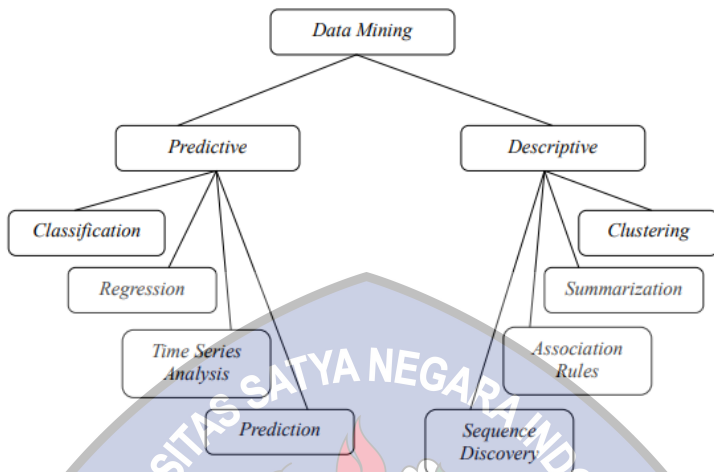 Data Mining
Predictive
Descriptive
Classification
Clustering
Regression
Summarization
Time Series
Analysis
Association
Rules
Prediction
Sequence
Discovery
SITAS SATYA NEGARA INDO